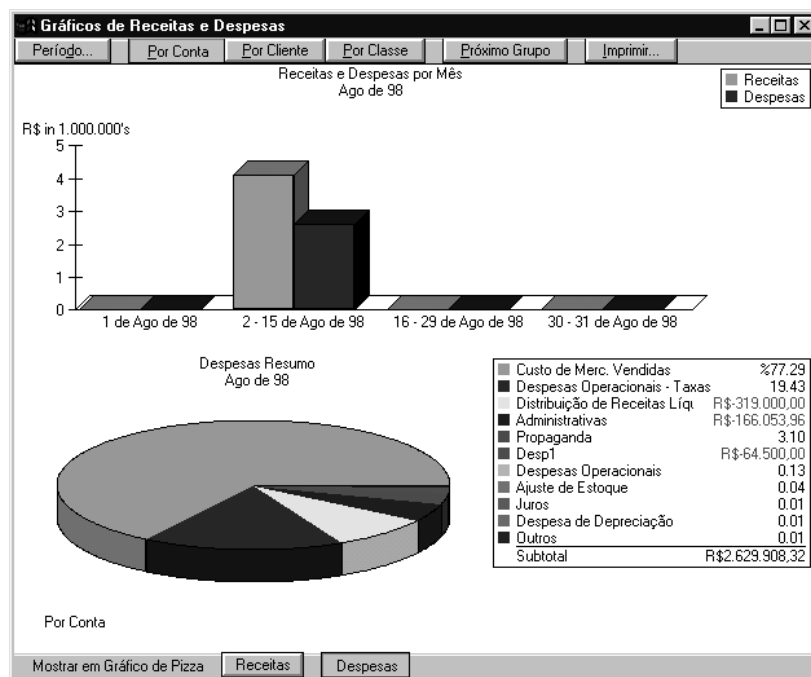 Gráficos de Receitas e Despesas
Período... Por Conta Por Cliente Por Classe Próximo Grupo Imprimir...
Receitas e Despesas por Mês
Ago de 98
Receitas
Despesas
R$ in 1.000.000's
5
4
3
2
1
0
1 de Ago de 98 2 - 15 de Ago de 98 16 - 29 de Ago de 98 30 - 31 de Ago de 98
Despesas Resumo
Ago de 98
Custo de Merc. Vendidas %77.29
Despesas Operacionais - Taxas 19.43
Distribuição de Receitas Líqu R$-319.000,00
Administrativas R$-166.053,96
Propaganda 3.10
Desp1 R$-64.500,00
Despesas Operacionais 0.13
Ajuste de Estoque 0.04
Juros 0.01
Despesa de Depreciação 0.01
Outros 0.01
Subtotal R$2.629.908,32
Por Conta
Mostrar em Gráfico de Pizza Receitas Despesas